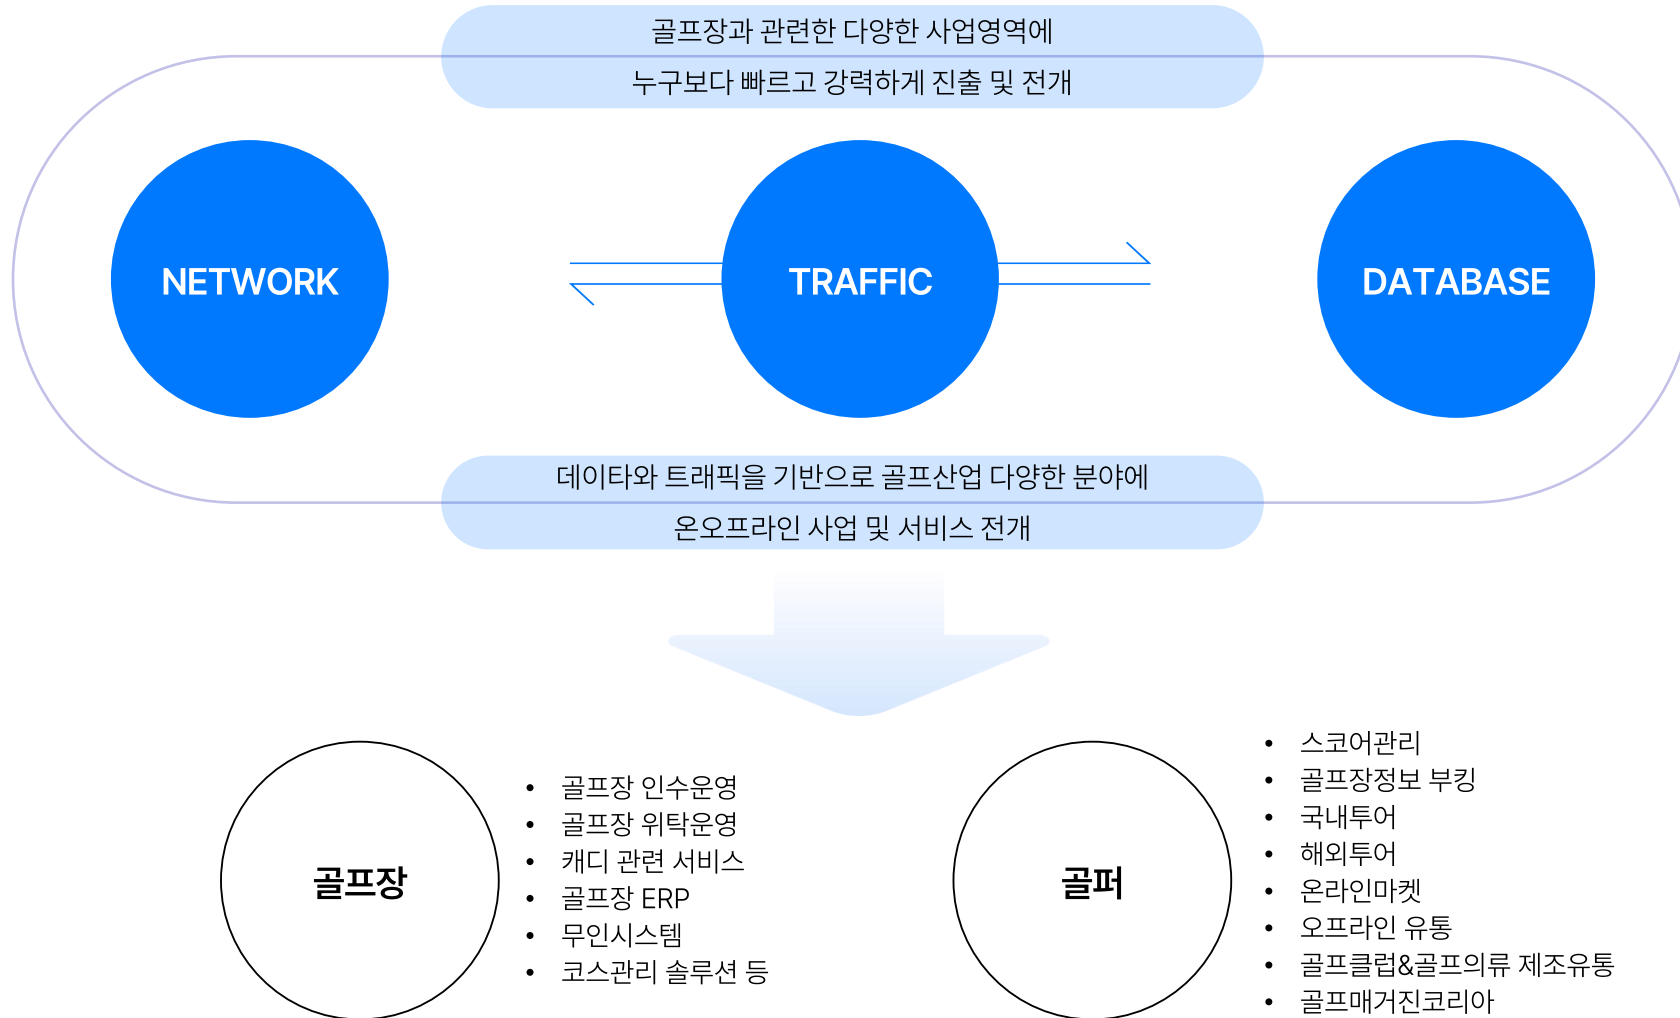 골프장과 관련한 다양한 사업영역에
누구보다 빠르고 강력하게 진출 및 전개
NETWORK
TRAFFIC
DATABASE
데이타와 트래픽을 기반으로 골프산업 다양한 분야에
온오프라인 사업 및 서비스 전개
골프장
• 골프장 인수운영
• 골프장 위탁운영
• 캐디 관련 서비스
• 골프장 ERP
• 무인시스템
• 코스관리 솔루션 등
골퍼
• 스코어관리
• 골프장정보 부킹
• 국내투어
• 해외투어
• 온라인마켓
• 오프라인 유통
• 골프클럽&골프의류 제조유통
• 골프매거진코리아